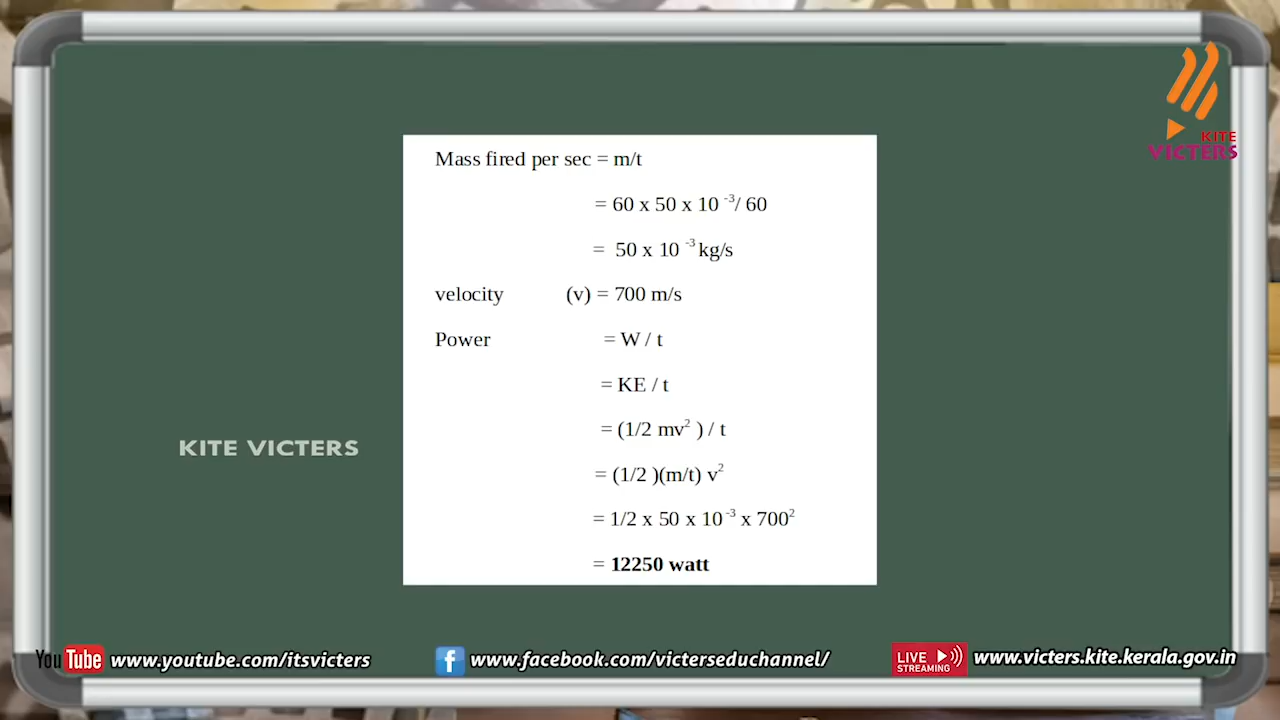 KITE
VICTERS
Mass fired per sec = m/t
= 60 x 50 x 10 ⁻³/ 60
= 50 x 10 ⁻³ kg/s
velocity (v) = 700 m/s
Power = W / t
= KE / t
= (1/2 mv² ) / t
= (1/2 )(m/t) v²
= 1/2 x 50 x 10 ⁻³ x 700²
= 12250 watt
KITE VICTERS
You Tube www.youtube.com/itsvicters
f www.facebook.com/victerseduchannel/
LIVE STREAMING www.victers.kite.kerala.gov.in